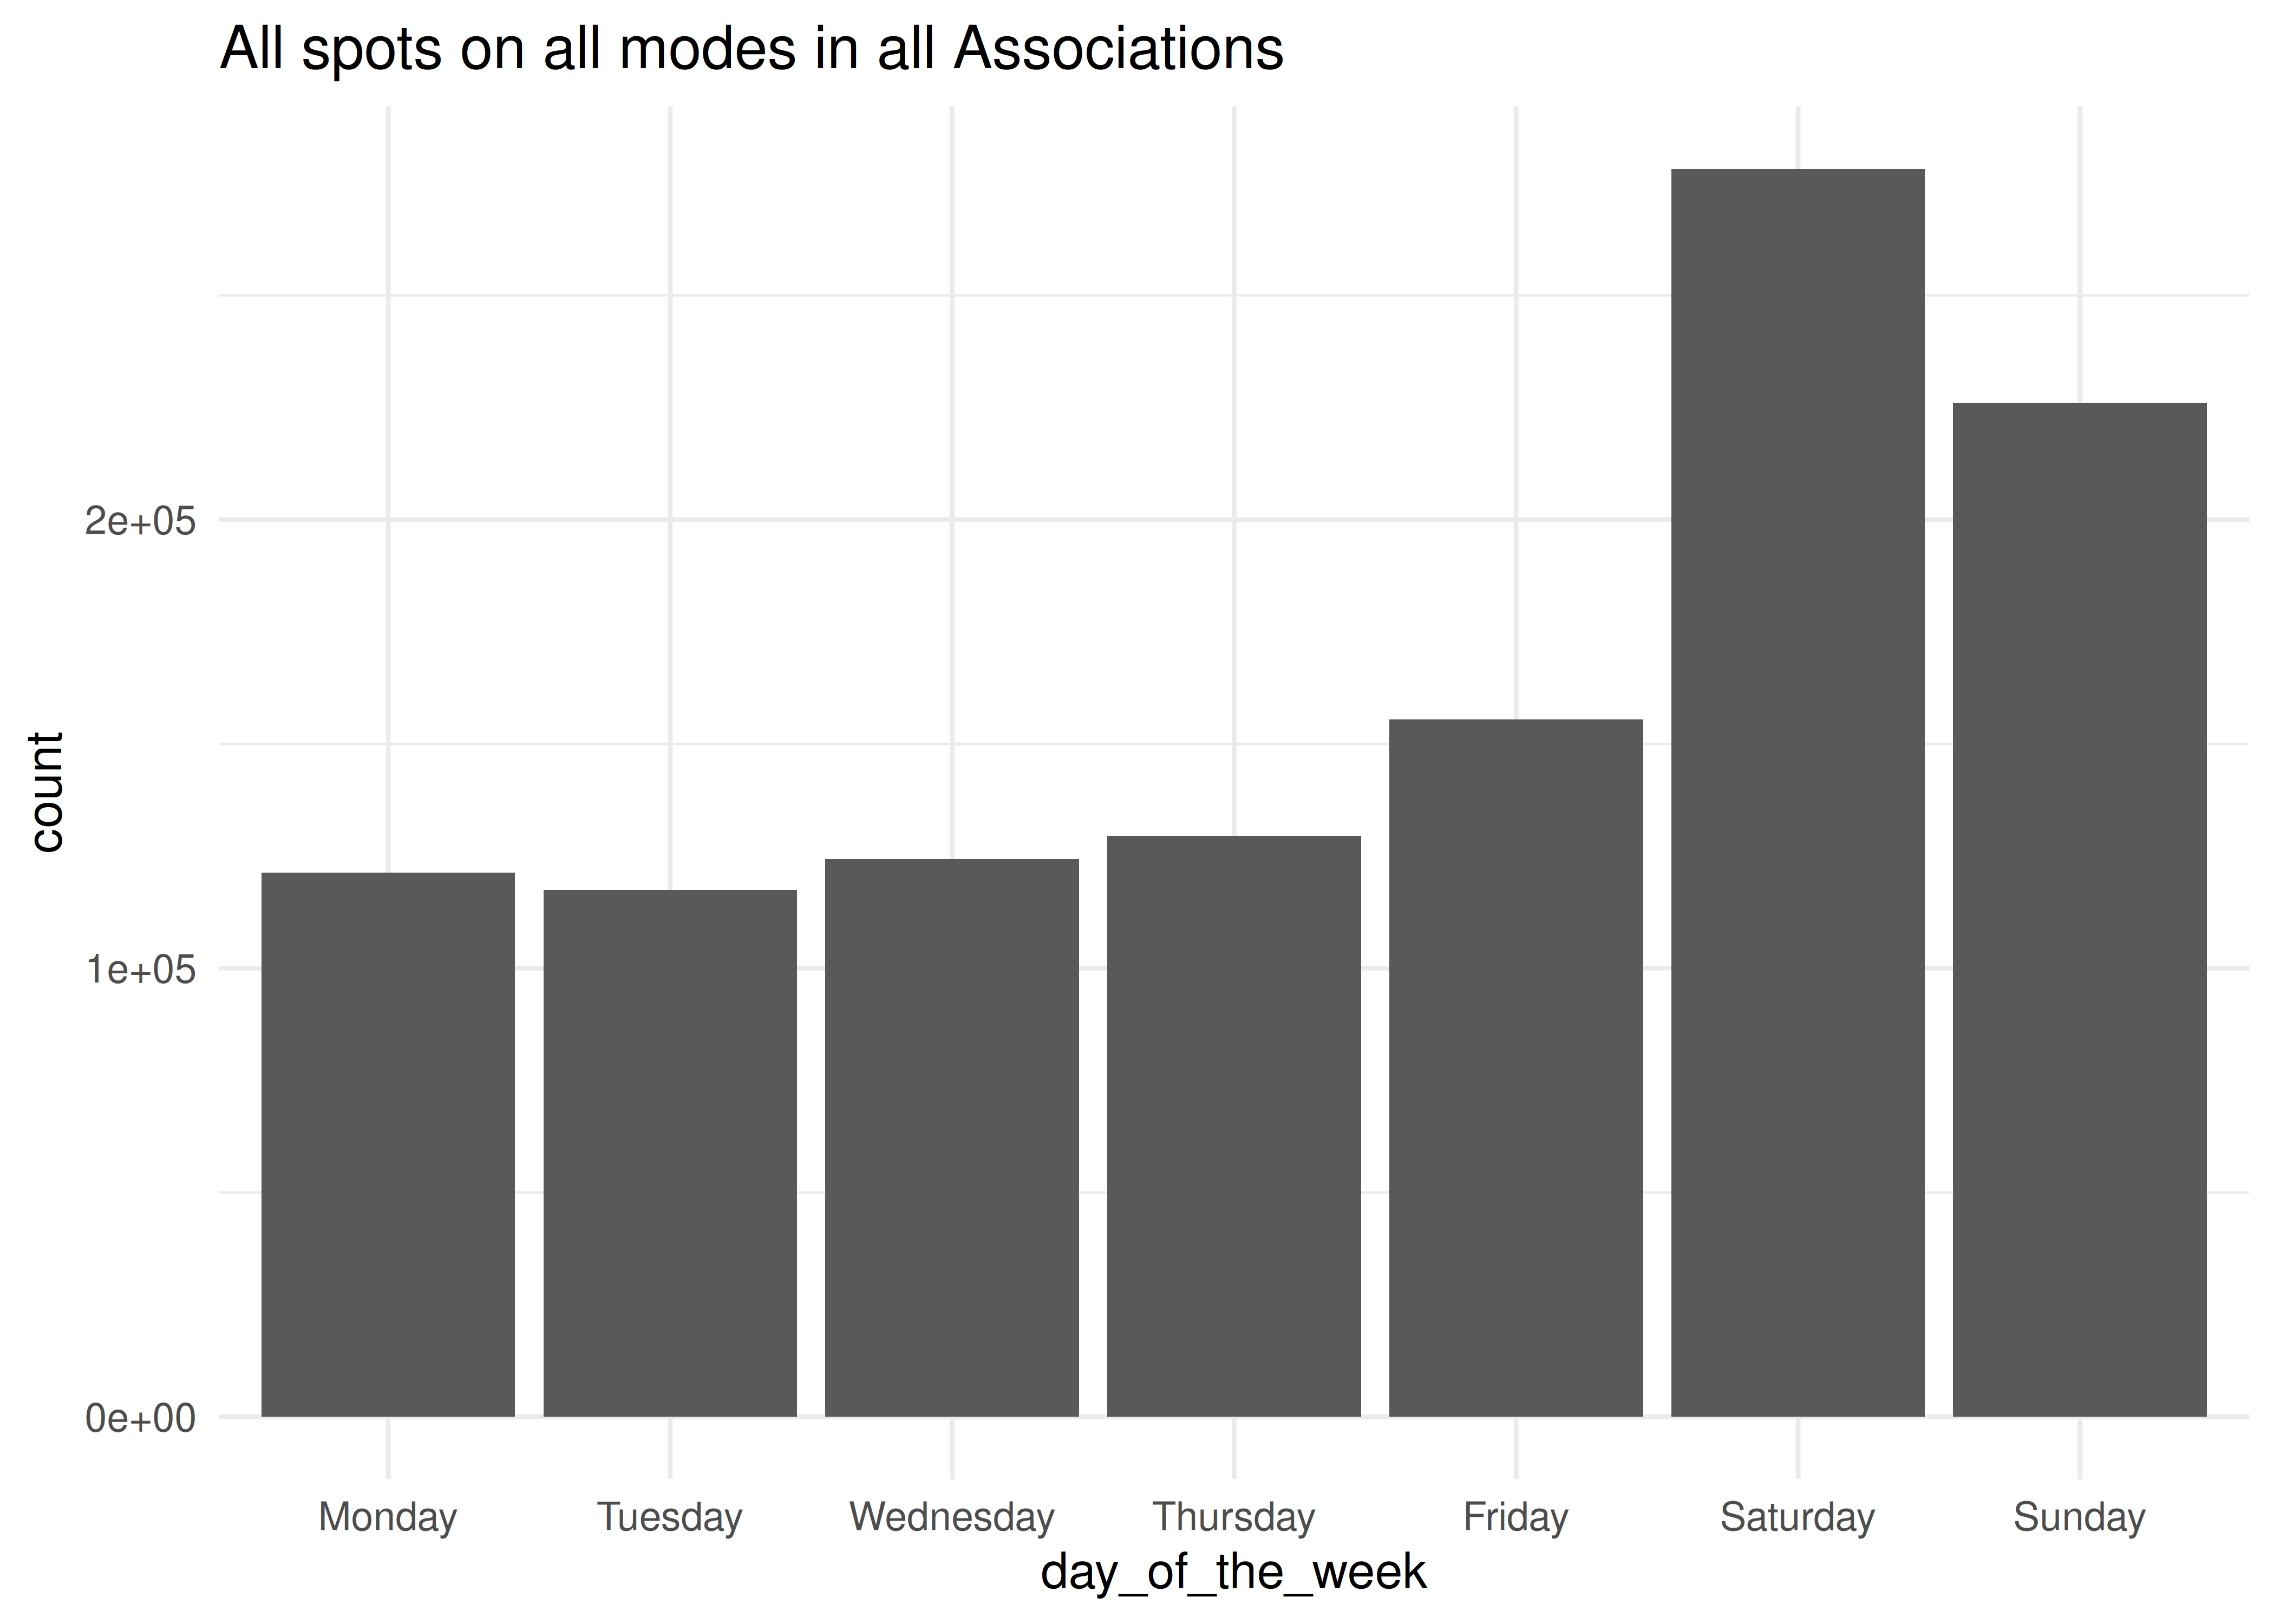 All spots on all modes in all Associations
count
2e+05
1e+05
0e+00
Monday Tuesday Wednesday Thursday Friday Saturday Sunday
day_of_the_week